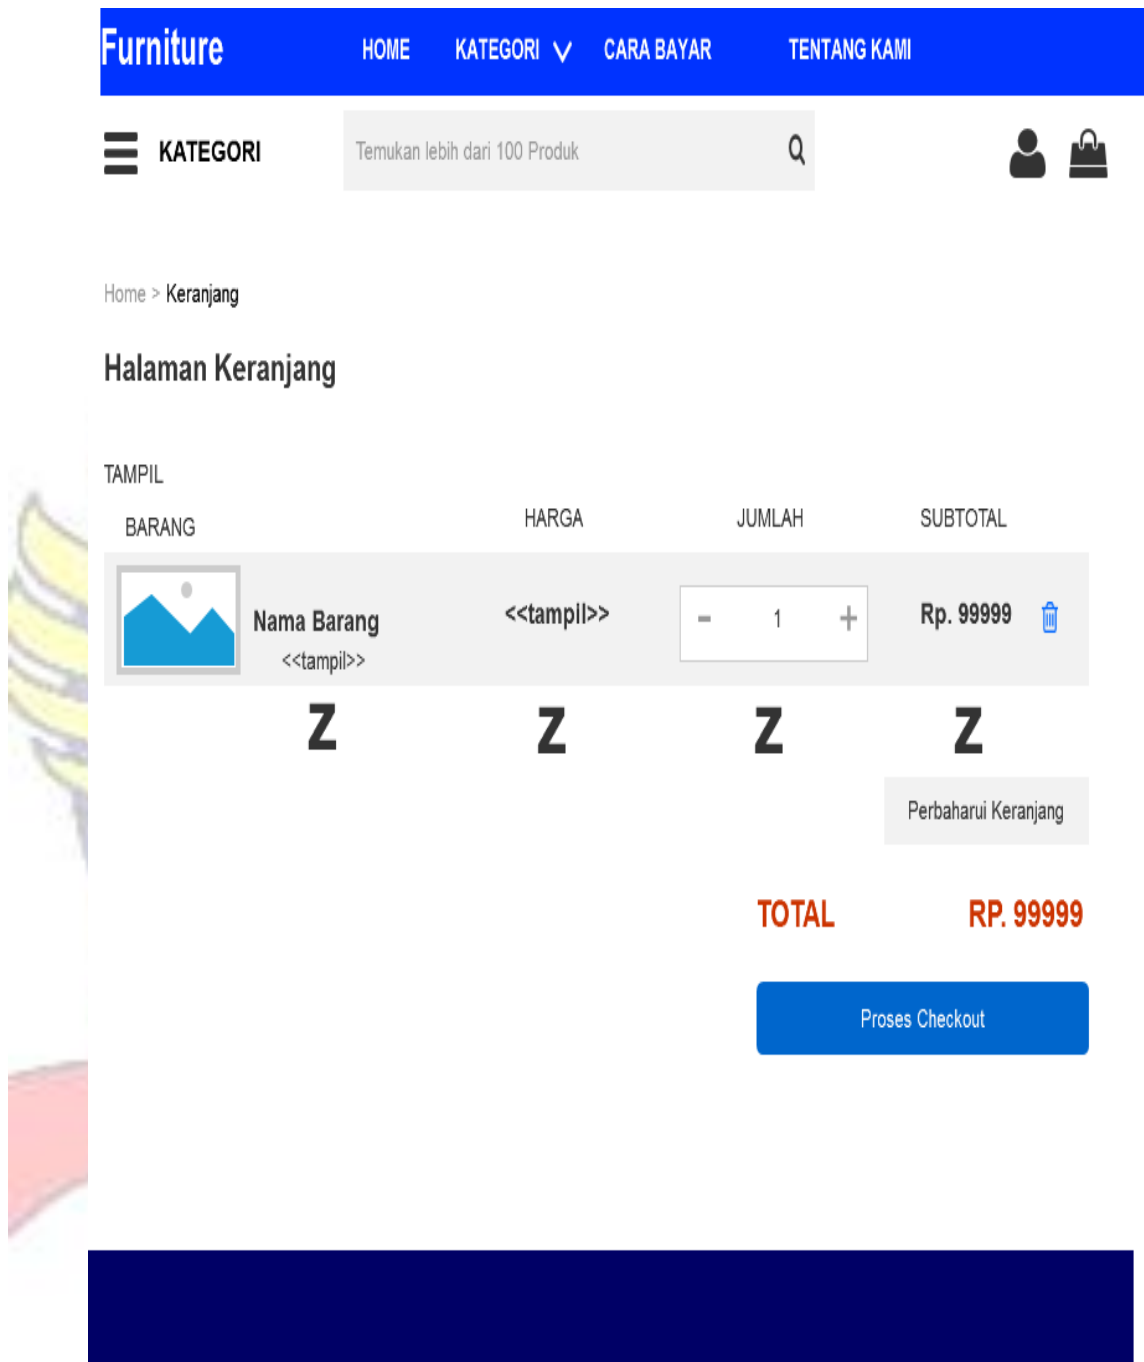 Furniture HOME KATEGORI CARA BAYAR TENTANG KAMI
KATEGORI Temukan lebih dari 100 Produk
Home > Keranjang
Halaman Keranjang
TAMPIL
BARANG HARGA JUMLAH SUBTOTAL
Nama Barang <<tampil>> - 1 + Rp. 99999
<<tampil>>
Z Z Z Z
Perbaharui Keranjang
TOTAL RP. 99999
Proses Checkout